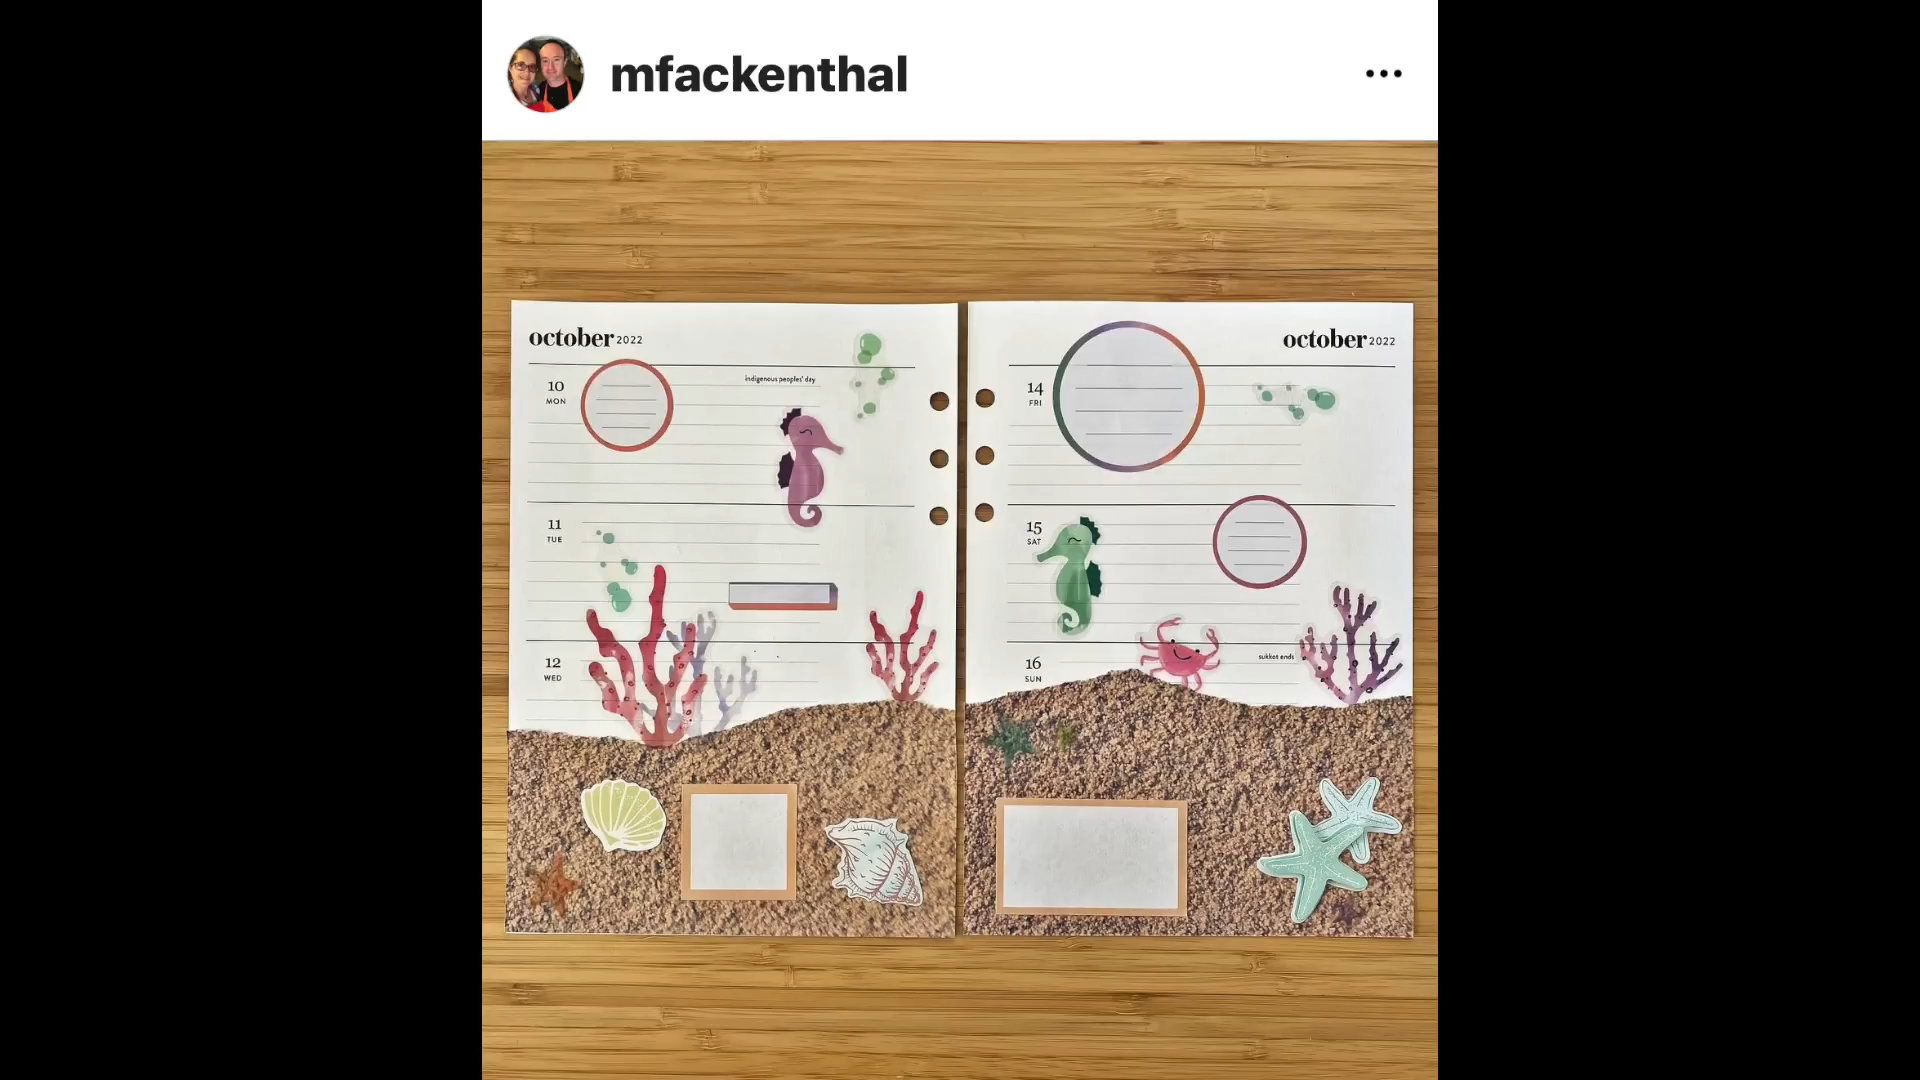 mfackenthal
october 2022
10
MON
indigenous peoples' day
11
TUE
12
WED
october 2022
14
FRI
15
SAT
16
SUN
sukkot ends